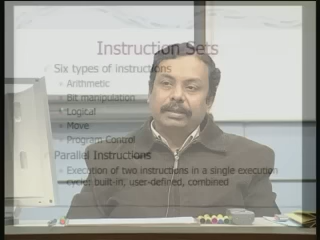 Instruction Sets
Six types of instructions
Arithmetic
Bit manipulation
Logical
Move
Program Control
Parallel Instructions
Execution of two instructions in a single execution
cycle: built-in, user-defined, combined